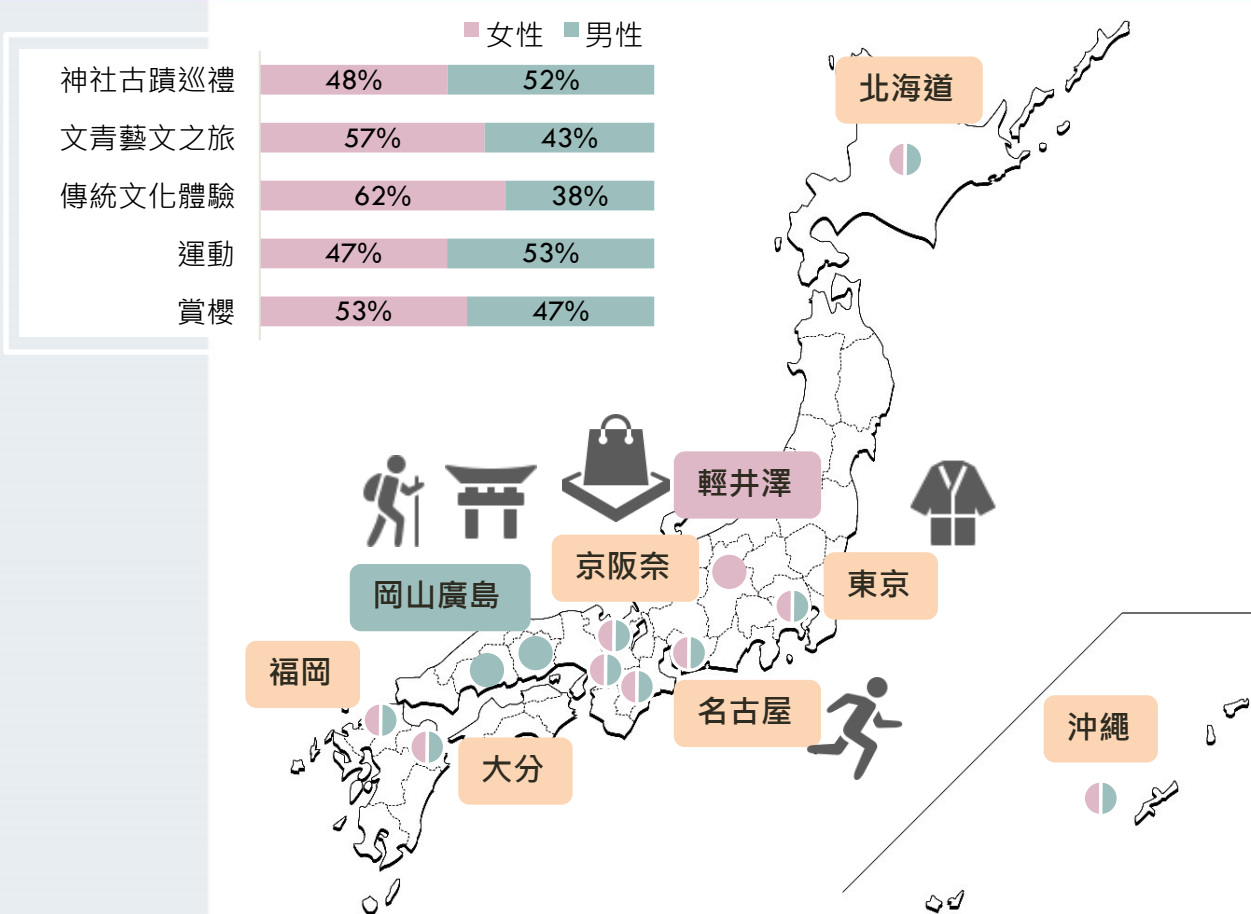 女性 男性
神社古蹟巡禮 48% 52%
文青藝文之旅 57% 43%
傳統文化體驗 62% 38%
運動 47% 53%
賞櫻 53% 47%
北海道
輕井澤
京阪奈
東京
岡山廣島
福岡
名古屋
沖繩
大分